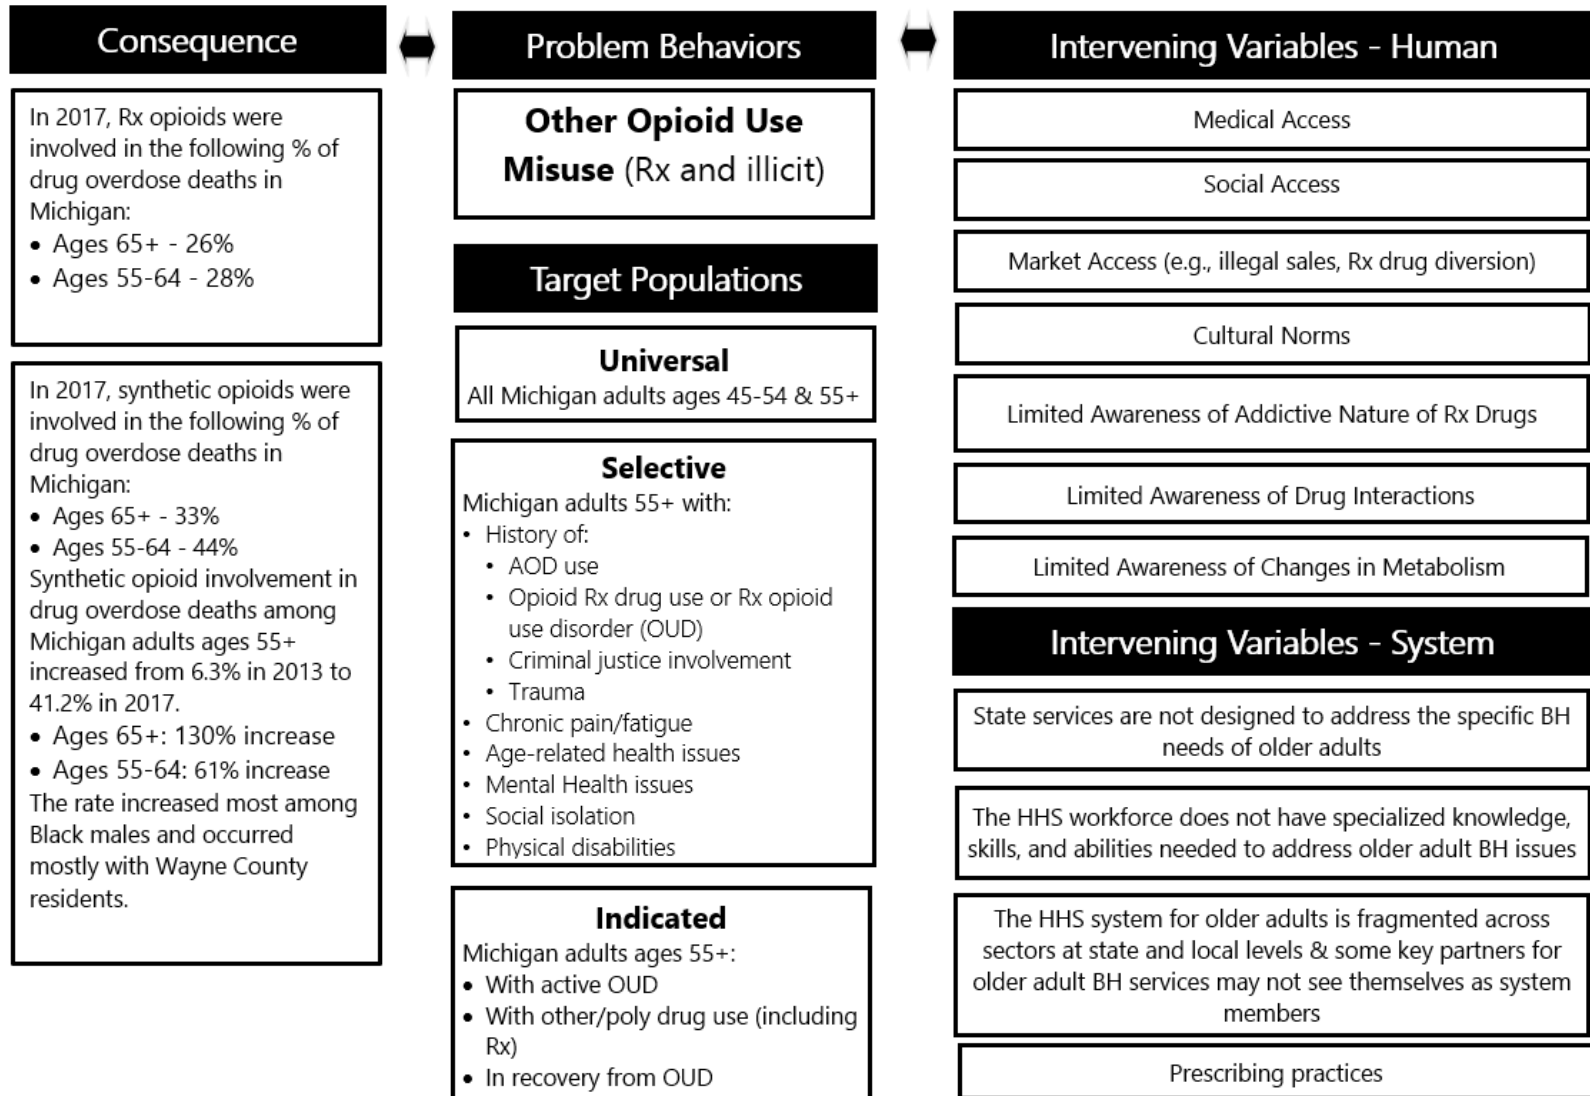 Consequence
In 2017, Rx opioids were
involved in the following % of
drug overdose deaths in
Michigan:
• Ages 65+ - 26%
• Ages 55-64 - 28%
In 2017, synthetic opioids were
involved in the following % of
drug overdose deaths in
Michigan:
• Ages 65+ - 33%
• Ages 55-64 - 44%
Synthetic opioid involvement in
drug overdose deaths among
Michigan adults ages 55+
increased from 6.3% in 2013 to
41.2% in 2017.
• Ages 65+: 130% increase
• Ages 55-64: 61% increase
The rate increased most among
Black males and occurred
mostly with Wayne County
residents.
Problem Behaviors
Other Opioid Use
Misuse (Rx and illicit)
Target Populations
Universal
All Michigan adults ages 45-54 & 55+
Selective
Michigan adults 55+ with:
• History of:
• AOD use
• Opioid Rx drug use or Rx opioid
use disorder (OUD)
• Criminal justice involvement
• Trauma
• Chronic pain/fatigue
• Age-related health issues
• Mental Health issues
• Social isolation
• Physical disabilities
Indicated
Michigan adults ages 55+:
• With active OUD
• With other/poly drug use (including
Rx)
• In recovery from OUD
Intervening Variables - Human
Medical Access
Social Access
Market Access (e.g., illegal sales, Rx drug diversion)
Cultural Norms
Limited Awareness of Addictive Nature of Rx Drugs
Limited Awareness of Drug Interactions
Limited Awareness of Changes in Metabolism
Intervening Variables - System
State services are not designed to address the specific BH
needs of older adults
The HHS workforce does not have specialized knowledge,
skills, and abilities needed to address older adult BH issues
The HHS system for older adults is fragmented across
sectors at state and local levels & some key partners for
older adult BH services may not see themselves as system
members
Prescribing practices